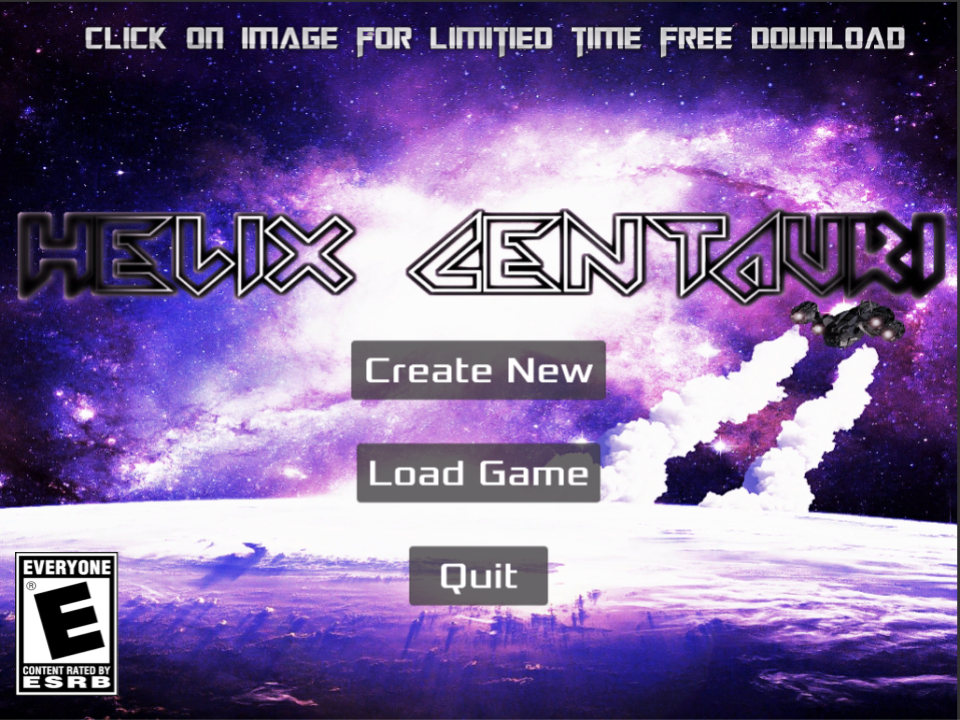 CLICK ON IMAGE FOR LIMITIED TIME FREE DOWNLOAD
HELIX CENTAURI
Create New
Load Game
Quit
EVERYONE
®
E
CONTENT RATED BY
ESRB